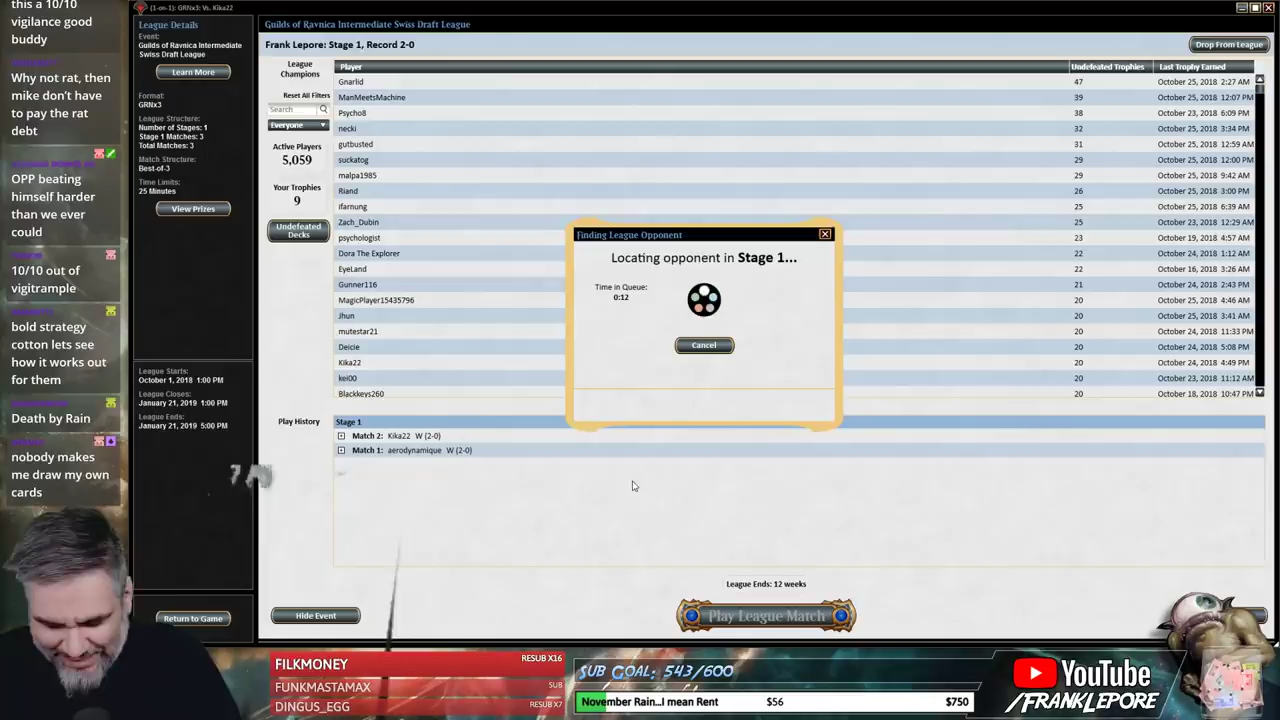 this a 10/10
vigilance good
buddy
Why not rat, then
mike don't have
to pay the rat
debt
OPP beating
himself harder
than we ever
could
10/10 out of
vigitrample
bold strategy
cotton lets see
how it works out
for them
Death by Rain
nobody makes
me draw my own
cards
(1-on-1): GRNx3: Vs. Kika22
League Details
Event:
Guilds of Ravnica Intermediate
Swiss Draft League
Learn More
Format:
GRNx3
League Structure:
Number of Stages: 1
Stage 1 Matches: 3
Total Matches: 3
Match Structure:
Best-of-3
Time Limits:
25 Minutes
View Prizes
League Starts:
October 1, 2018 1:00 PM
League Closes:
January 21, 2019 1:00 PM
League Ends:
January 21, 2019 5:00 PM
Return to Game
Guilds of Ravnica Intermediate Swiss Draft League
Frank Lepore: Stage 1, Record 2-0
Drop From League
League
Champions
Reset All Filters
Search
Everyone
Active Players
5,059
Your Trophies
9
Undefeated
Decks
Player Undefeated Trophies Last Trophy Earned
Gnarlid 47 October 25, 2018 2:27 AM
ManMeetsMachine 39 October 25, 2018 12:07 PM
Psycho8 38 October 23, 2018 6:09 PM
necki 32 October 25, 2018 3:34 PM
gutbusted 31 October 25, 2018 12:59 AM
suckatog 29 October 25, 2018 12:00 PM
malpa1985 29 October 25, 2018 9:42 AM
Riand 26 October 25, 2018 3:00 PM
ifarnung 25 October 25, 2018 6:39 AM
Zach_Dubin 25 October 23, 2018 12:29 AM
psychologist 23 October 19, 2018 4:57 AM
Dora The Explorer 22 October 24, 2018 1:12 AM
EyeLand 22 October 16, 2018 3:26 AM
Gunner116 21 October 24, 2018 2:43 PM
MagicPlayer15435796 20 October 25, 2018 4:46 AM
Jhun 20 October 25, 2018 3:41 AM
mutestar21 20 October 24, 2018 11:33 PM
Deicie 20 October 24, 2018 5:08 PM
Kika22 20 October 24, 2018 4:49 PM
kei00 20 October 23, 2018 11:12 AM
Blackkeys260 20 October 18, 2018 10:47 PM
Finding League Opponent
Locating opponent in Stage 1...
Time in Queue:
0:12
Cancel
Play History
Stage 1
Match 2: Kika22 W (2-0)
Match 1: aerodynamique W (2-0)
League Ends: 12 weeks
Hide Event
Play League Match
FILKMONEY RESUB X16
FUNKMASTAMAX SUB
DINGUS_EGG RESUB X7
SUB GOAL: 543/600
November Rain...I mean Rent $56 $750
YouTube
/FRANKLEPORE